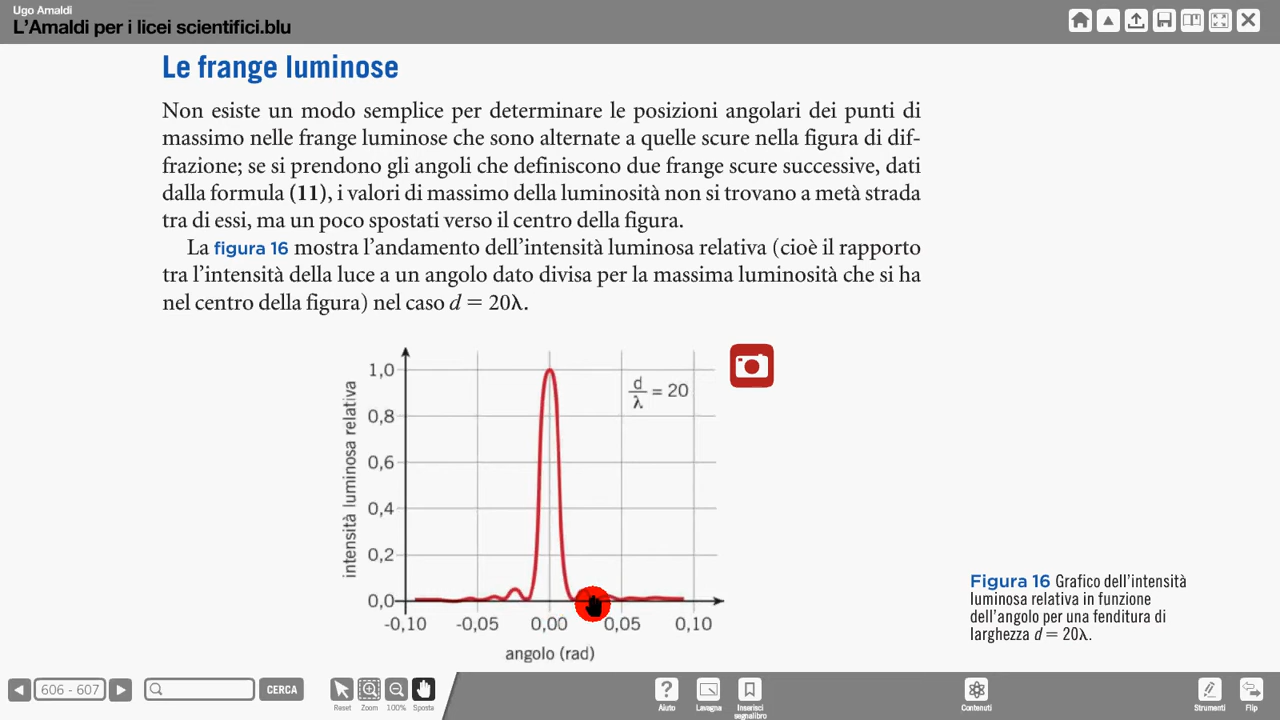 Ugo Amaldi
L'Amaldi per i licei scientifici.blu
Le frange luminose
Non esiste un modo semplice per determinare le posizioni angolari dei punti di
massimo nelle frange luminose che sono alternate a quelle scure nella figura di dif-
frazione; se si prendono gli angoli che definiscono due frange scure successive, dati
dalla formula (11), i valori di massimo della luminosità non si trovano a metà strada
tra di essi, ma un poco spostati verso il centro della figura.
La figura 16 mostra l'andamento dell'intensità luminosa relativa (cioè il rapporto
tra l'intensità della luce a un angolo dato divisa per la massima luminosità che si ha
nel centro della figura) nel caso d = 20λ.
intensità luminosa relativa
1,0
0,8
0,6
0,4
0,2
0,0
d/λ = 20
-0,10 -0,05 0,00 0,05 0,10
angolo (rad)
Figura 16 Grafico dell'intensità
luminosa relativa in funzione
dell'angolo per una fenditura di
larghezza d = 20λ.
606 - 607
CERCA
Reset Zoom 100% Sposta
Aiuto Lavagna Inserisci
segnalibro
Contenuti
Strumenti Flip